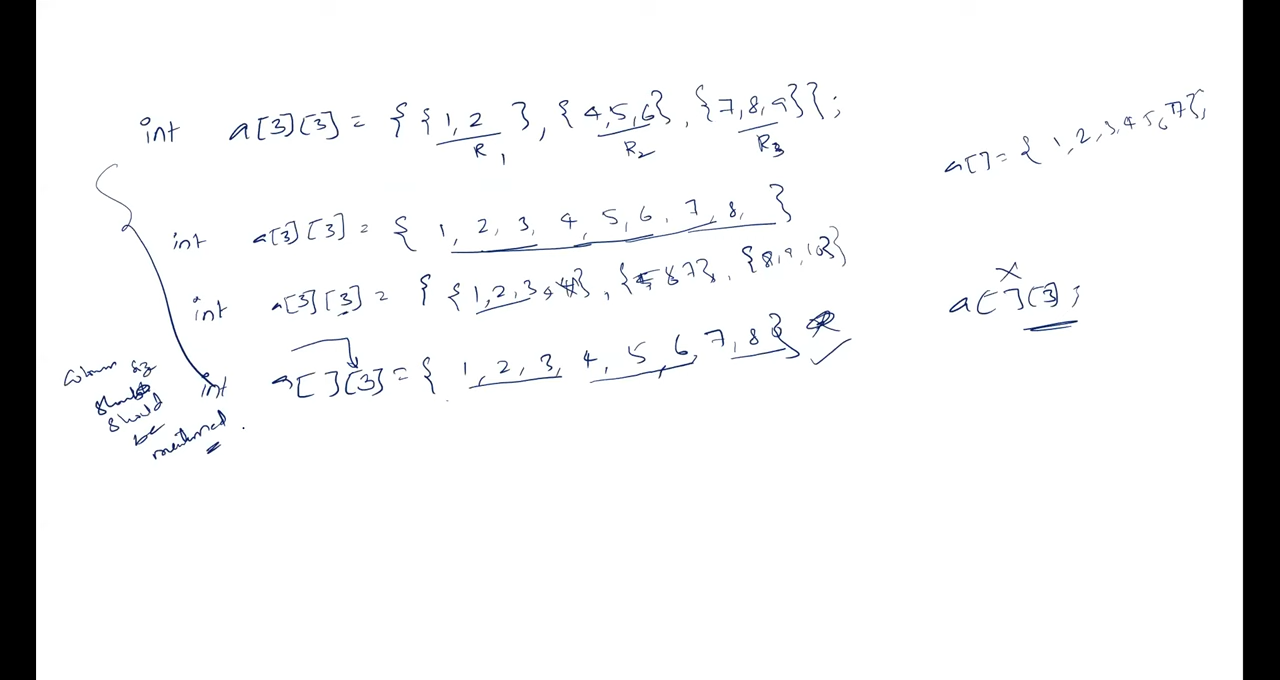 int a[3][3] = { {1,2 }, {4,5,6}, {7,8,9}};
R1 R2 R3
a[] = { 1,2,3,4 5,6,7};
int a[3][3] = { 1, 2, 3, 4, 5, 6, 7, 8, }
int a[3][3] = { {1,2,3 }, { 6 7}, {8,9,10}
X
a[ ][3];
int a[ ][3] = { 1, 2, 3, 4, 5, 6, 7, 8 }
column
should
be
mentioned.